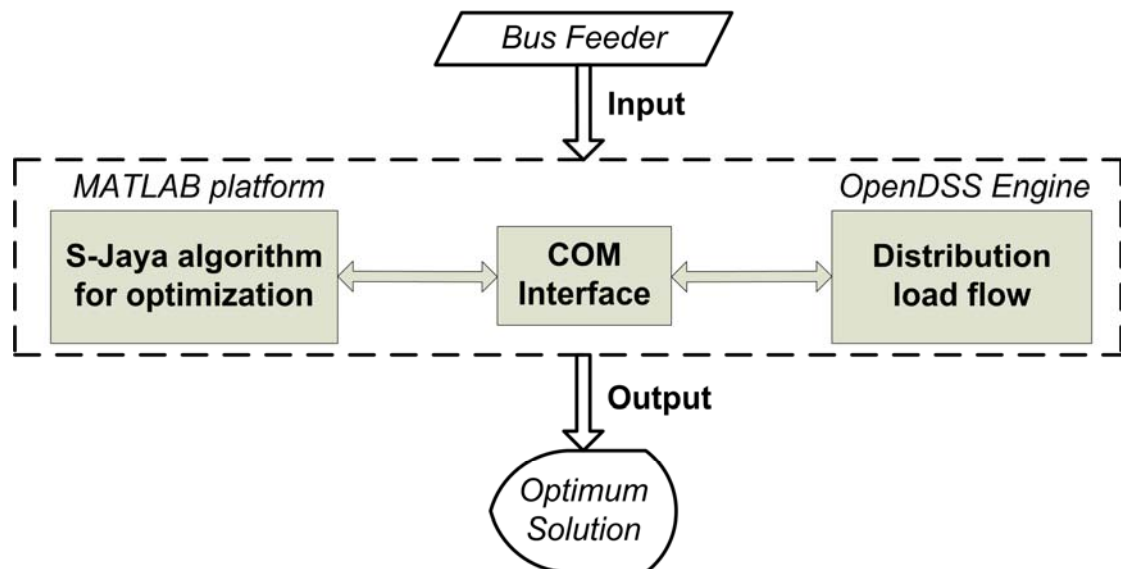 Bus Feeder
Input
MATLAB platform
OpenDSS Engine
S-Jaya algorithm
for optimization
COM
Interface
Distribution
load flow
Output
Optimum
Solution